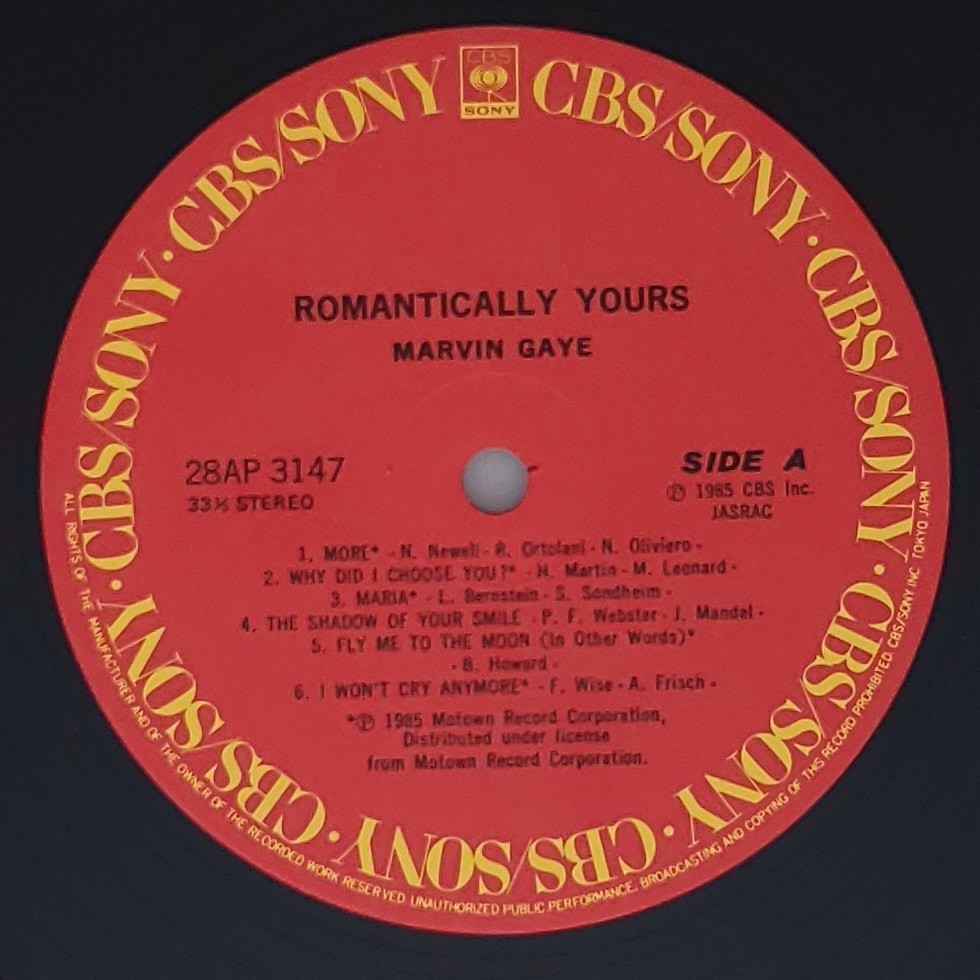 CBS
SONY
CBS/SONY · CBS/SONY · CBS/SONY · CBS/SONY · CBS/SONY · CBS/SONY · CBS/SONY · CBS/SONY
ROMANTICALLY YOURS
MARVIN GAYE
28AP 3147
33⅓ STEREO
SIDE A
Ⓟ 1985 CBS Inc.
JASRAC
1. MORE* - N. Newell - R. Ortolani - N. Oliviero -
2. WHY DID I CHOOSE YOU?* - H. Martin - M. Leonard -
3. MARIA* - L. Bernstein - S. Sondheim -
4. THE SHADOW OF YOUR SMILE - P. F. Webster - J. Mandel -
5. FLY ME TO THE MOON (In Other Words)*
- B. Howard -
6. I WON'T CRY ANYMORE* - F. Wise - A. Frisch -
*Ⓟ 1985 Motown Record Corporation,
Distributed under license
from Motown Record Corporation.
ALL RIGHTS OF THE MANUFACTURER AND OF THE OWNER OF THE RECORDED WORK RESERVED. UNAUTHORIZED PUBLIC PERFORMANCE, BROADCASTING AND COPYING OF THIS RECORD PROHIBITED. CBS/SONY INC. TOKYO JAPAN